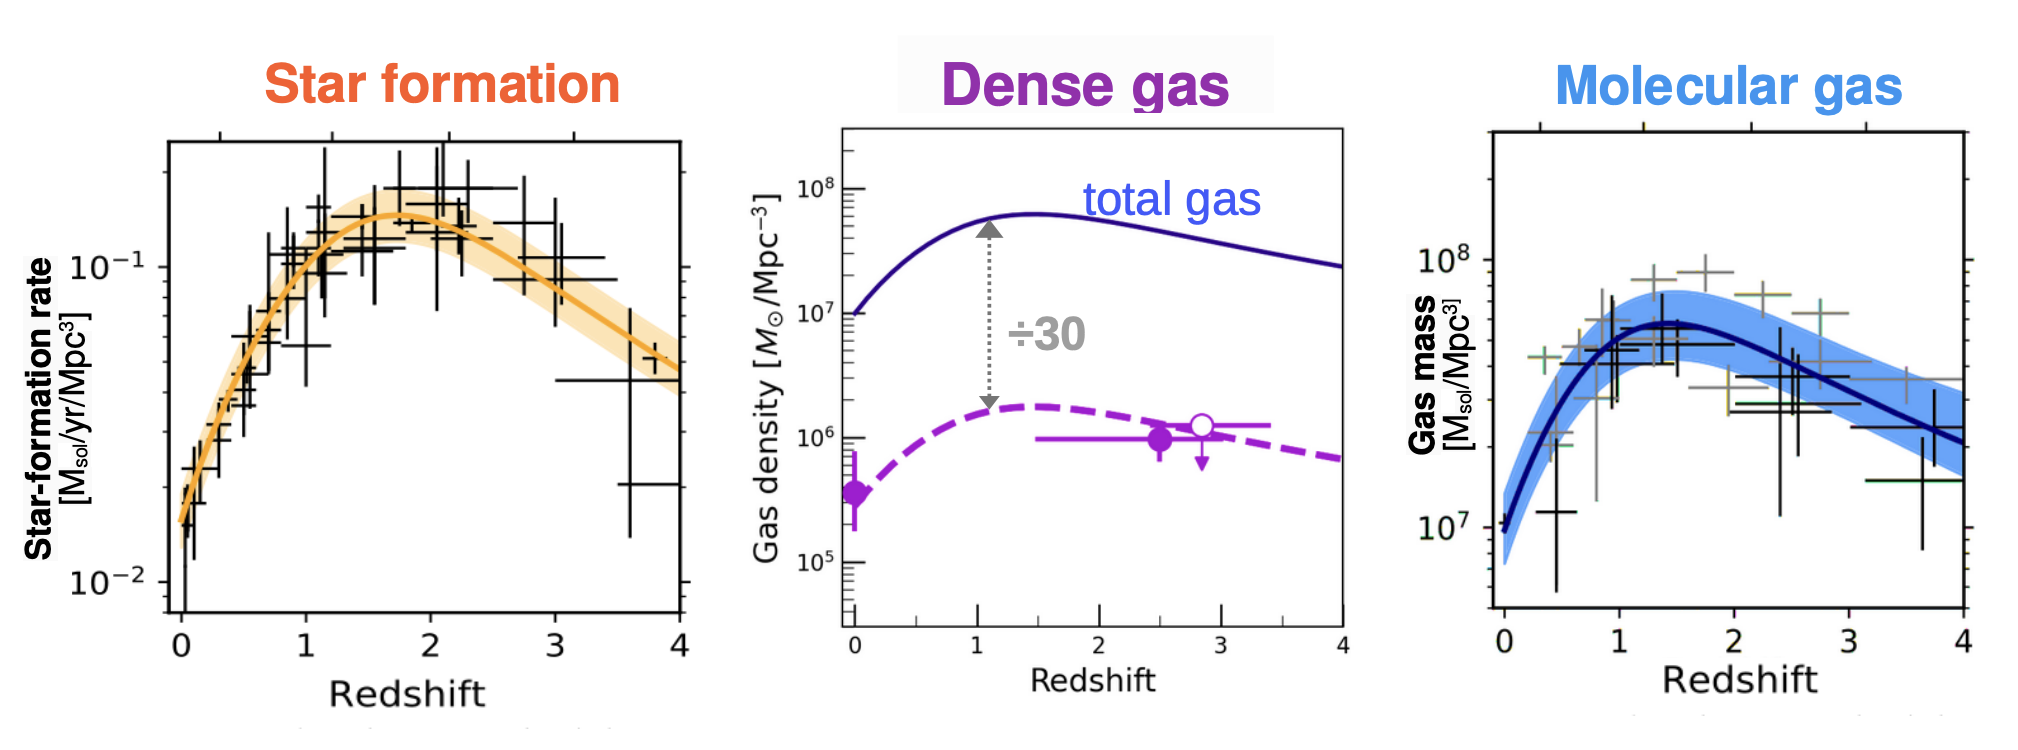 Star formation
Star-formation rate
[Msol/yr/Mpc³]
10⁻¹
10⁻²
0 1 2 3 4
Redshift
Dense gas
Gas density [M⊙/Mpc⁻³]
10⁸
10⁷
10⁶
10⁵
total gas
÷30
0 1 2 3 4
Redshift
Molecular gas
Gas mass
[Msol/Mpc³]
10⁸
10⁷
0 1 2 3 4
Redshift